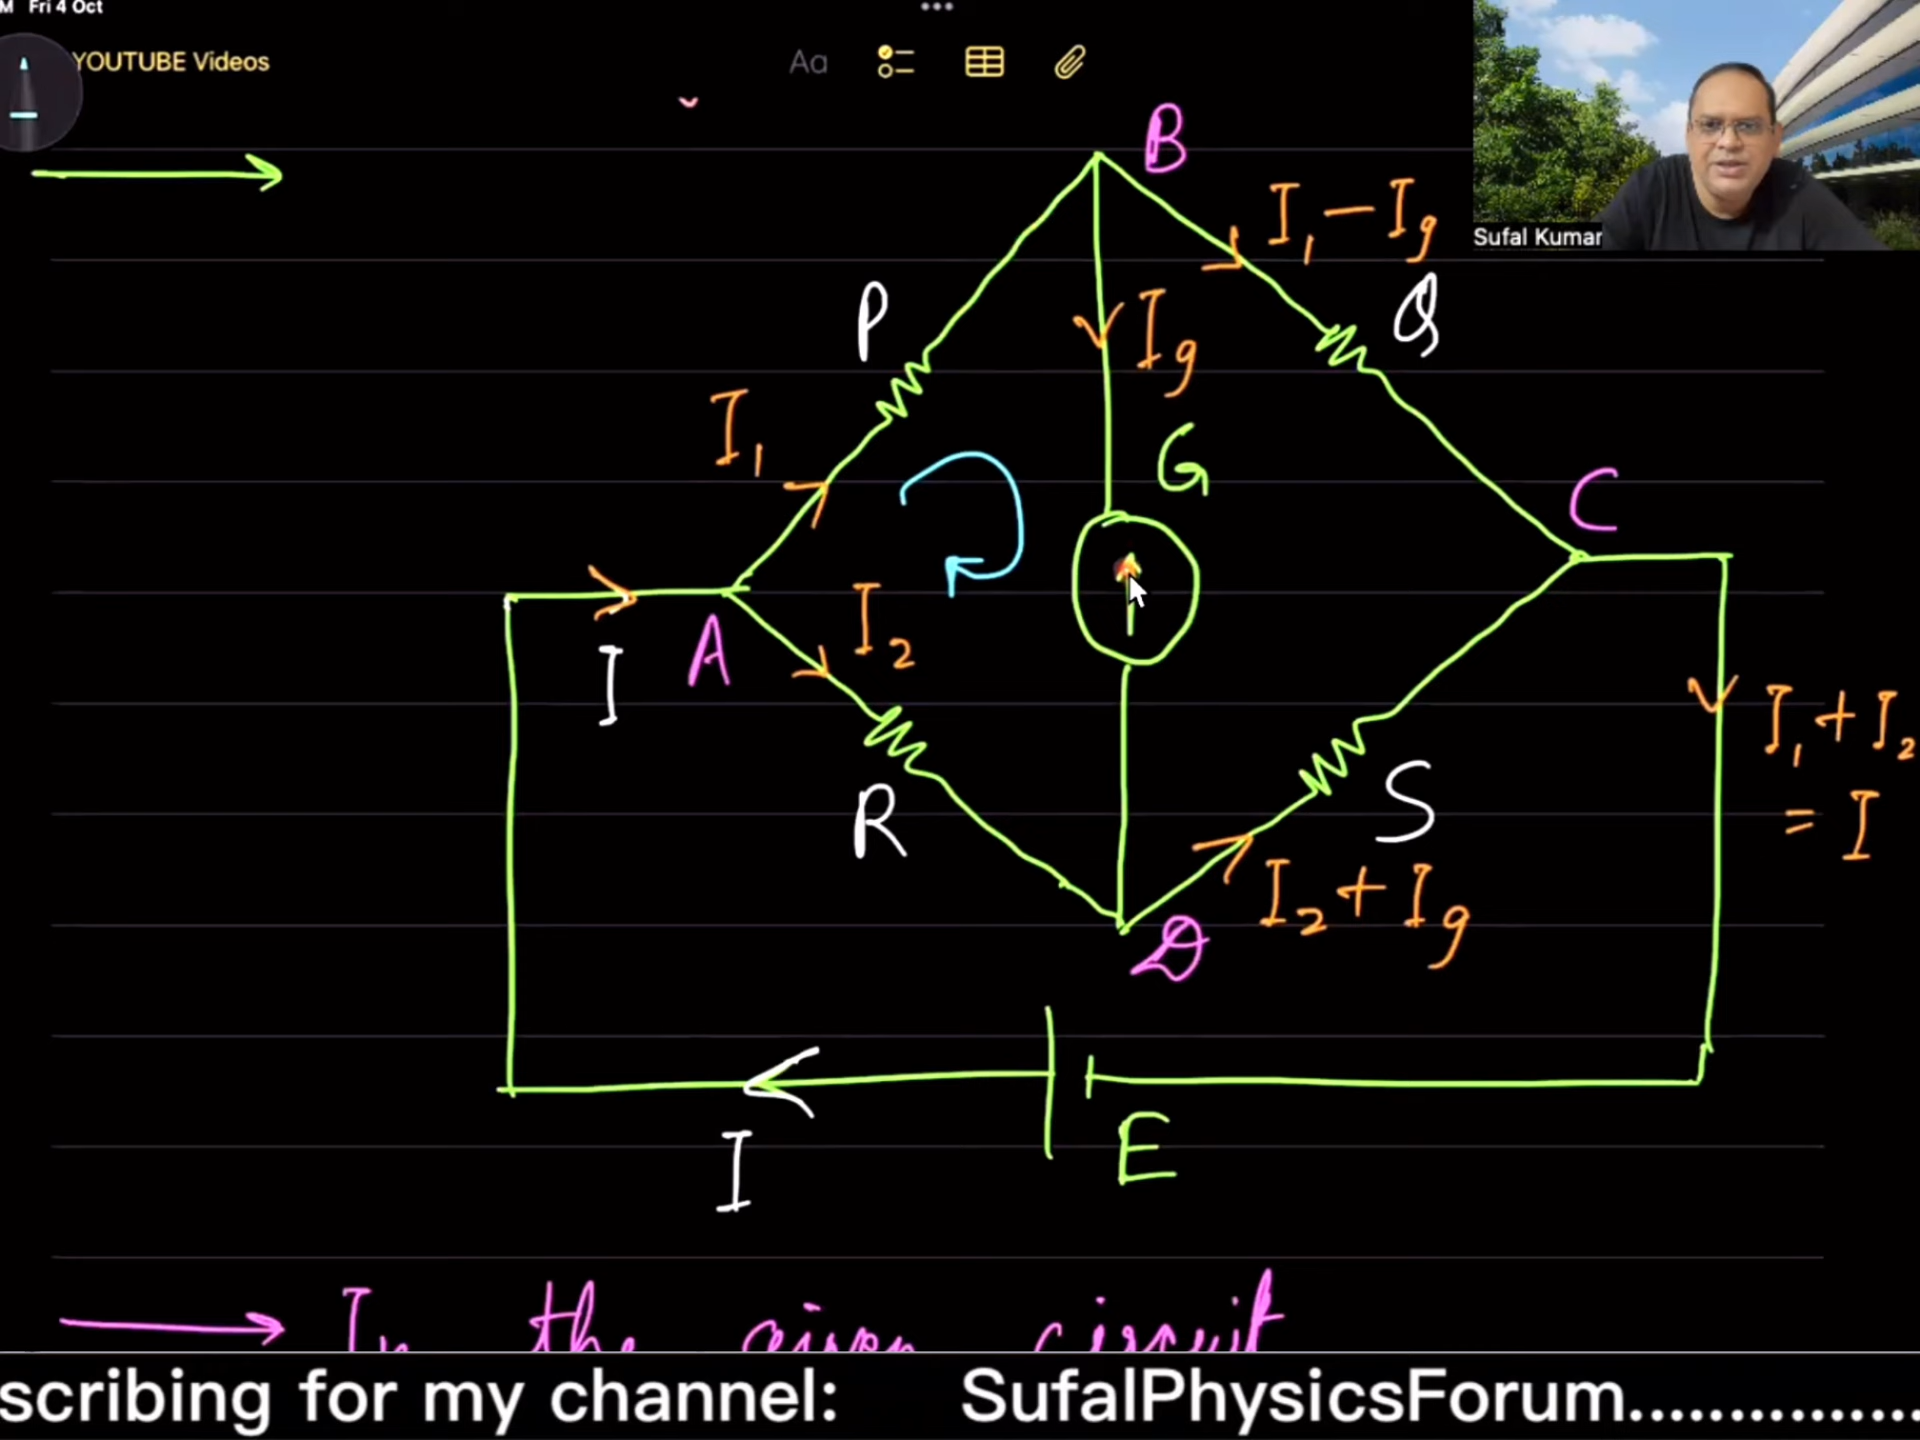 M Fri 4 Oct
YOUTUBE Videos
Aa
B
I₁ - Ig
Sufal Kumar
P
Q
Ig
I₁
G
C
I₂
A
I
I₁ + I₂
= I
R
S
I₂ + Ig
D
E
I
In the given circuit
scribing for my channel: SufalPhysicsForum...............